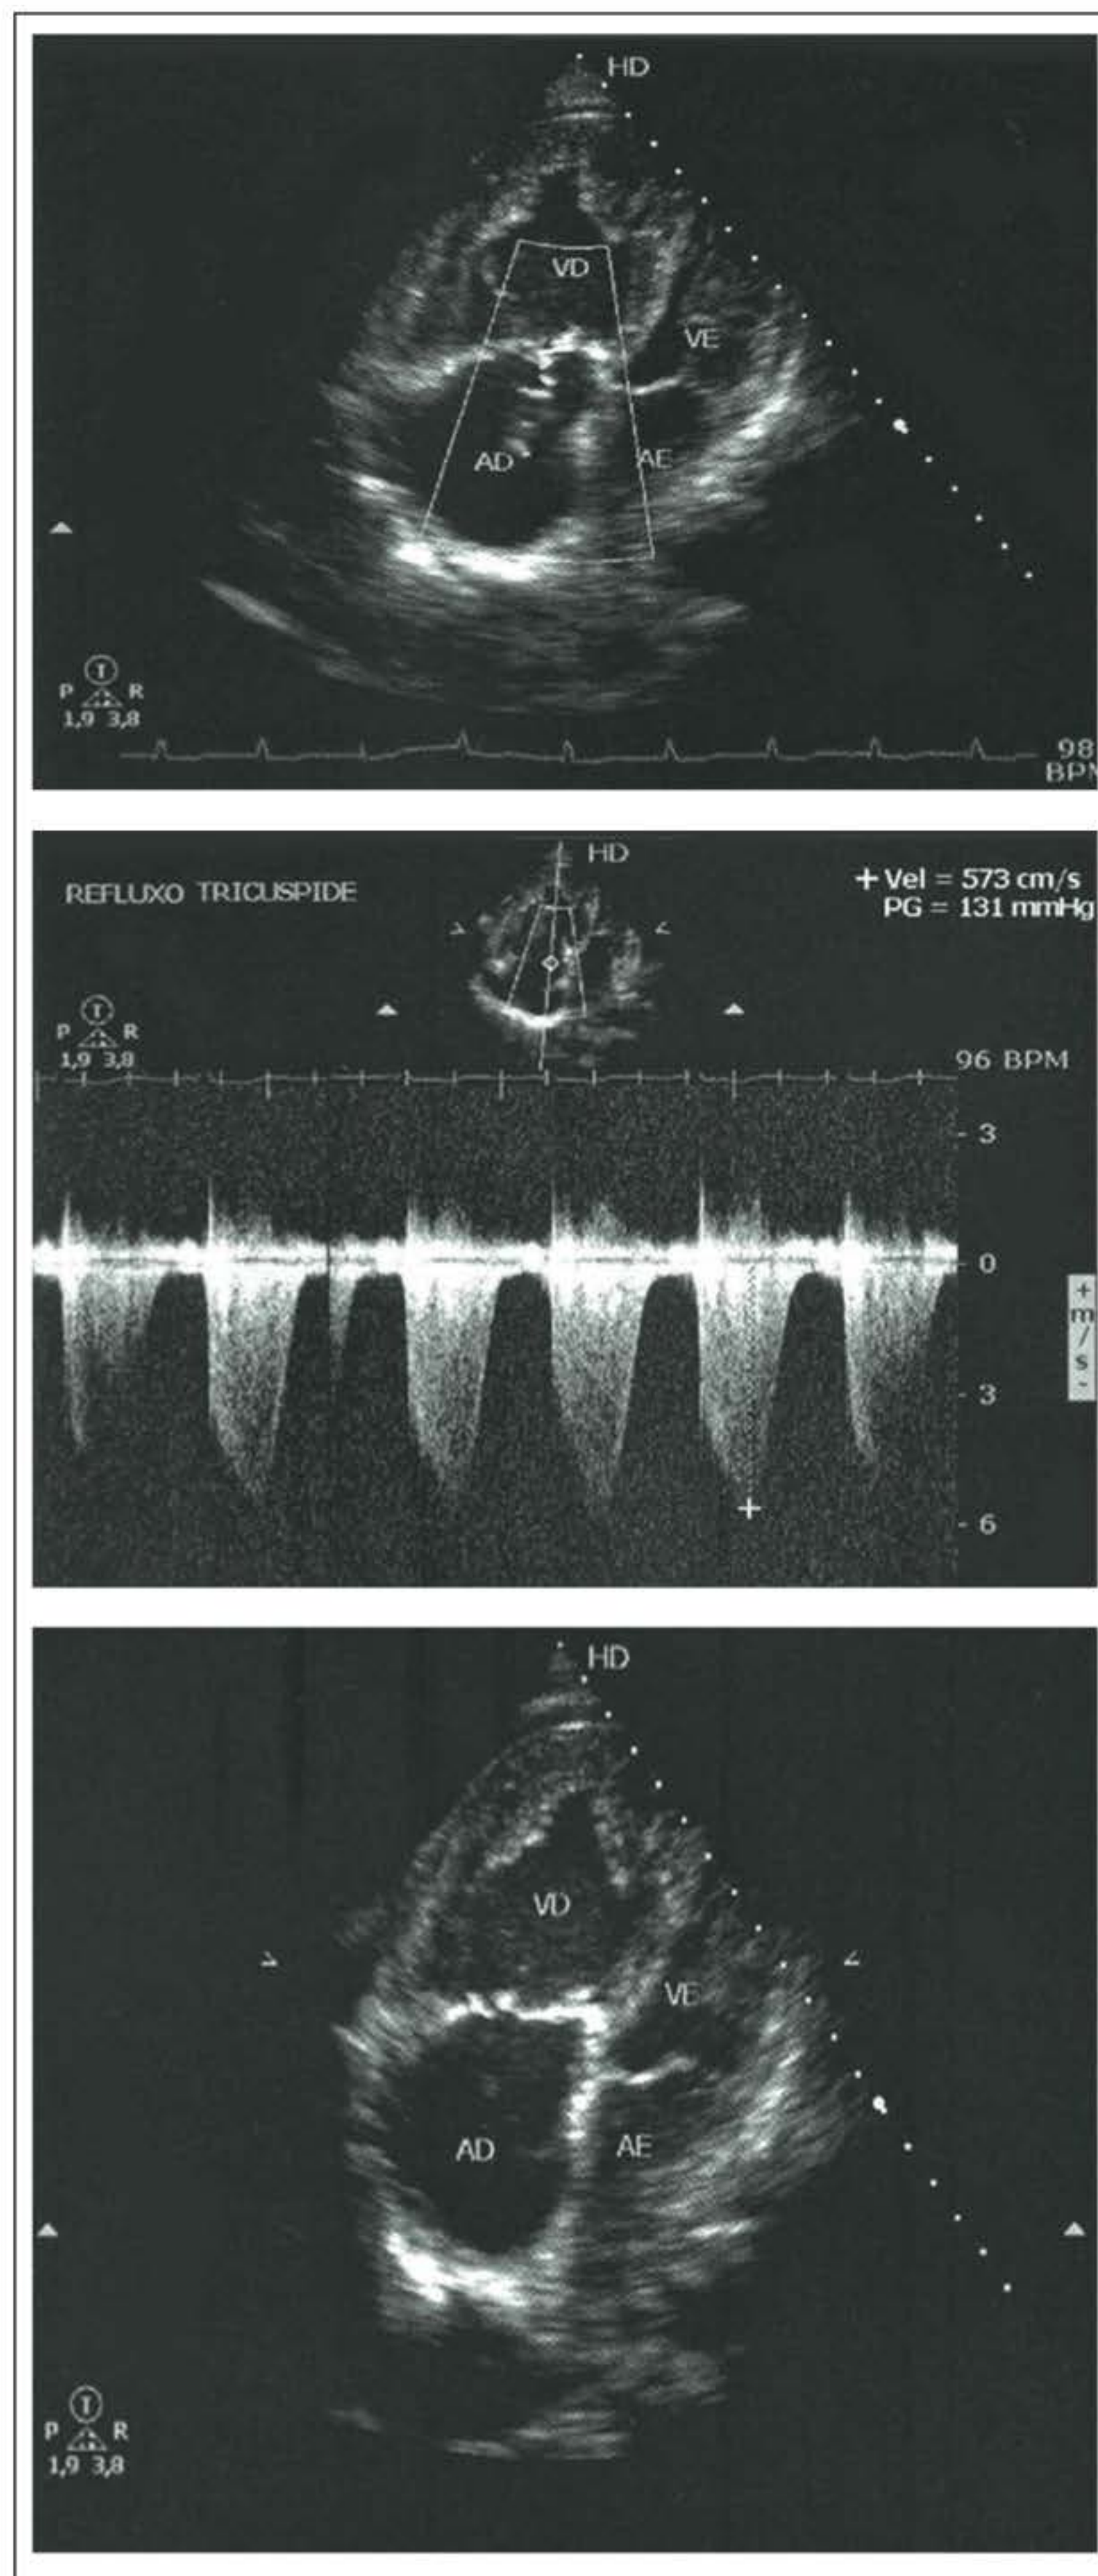 HD
VD
VE
AD
AE
T
P R
1,9 3,8
98
BPM
HD
REFLUXO TRICUSPIDE
+ Vel = 573 cm/s
PG = 131 mmHg
T
P R
1,9 3,8
96 BPM
3
0
+
m
/
s
-
3
6
HD
VD
VE
AD
AE
T
P R
1,9 3,8